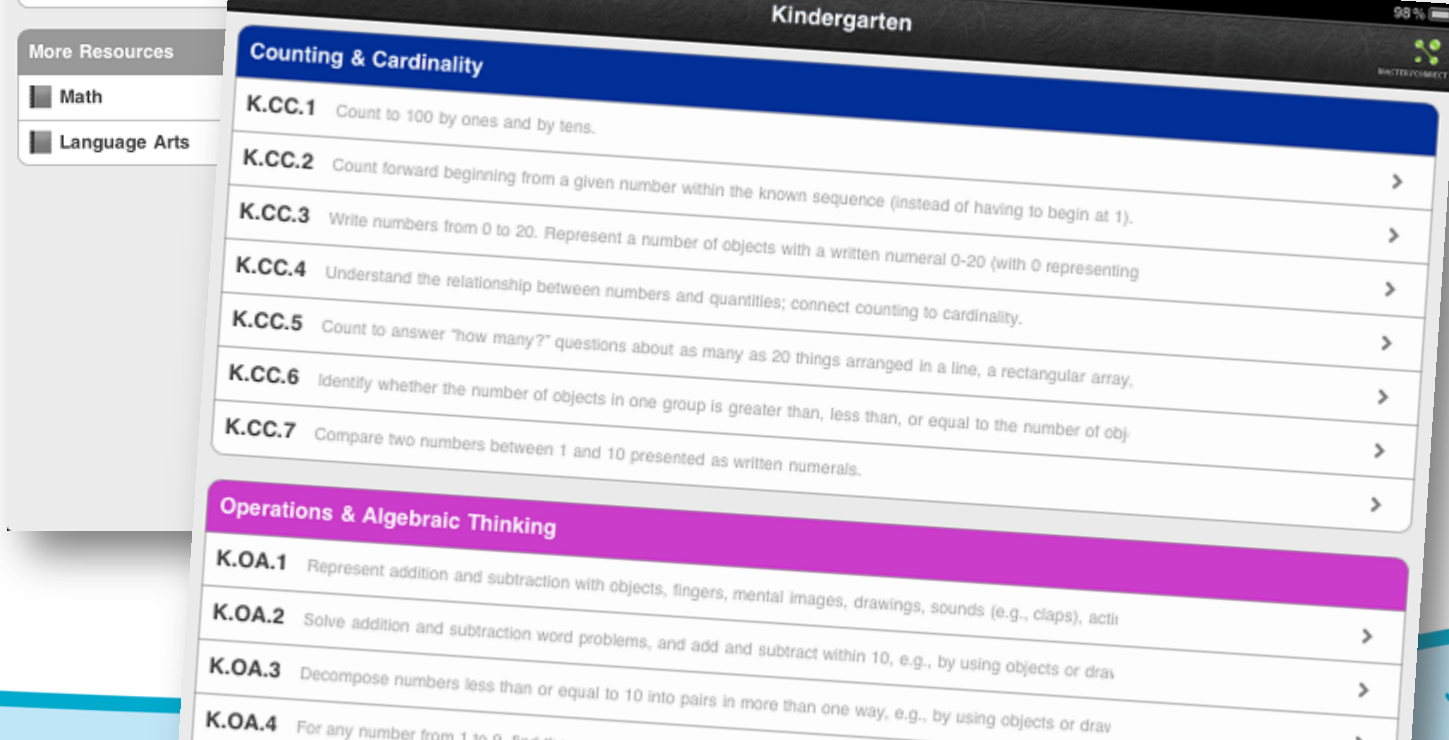 More Resources
Math
Language Arts
Kindergarten
98%
MASTERYCONNECT
Counting & Cardinality
K.CC.1 Count to 100 by ones and by tens.
K.CC.2 Count forward beginning from a given number within the known sequence (instead of having to begin at 1).
K.CC.3 Write numbers from 0 to 20. Represent a number of objects with a written numeral 0-20 (with 0 representing
K.CC.4 Understand the relationship between numbers and quantities; connect counting to cardinality.
K.CC.5 Count to answer "how many?" questions about as many as 20 things arranged in a line, a rectangular array,
K.CC.6 Identify whether the number of objects in one group is greater than, less than, or equal to the number of obj
K.CC.7 Compare two numbers between 1 and 10 presented as written numerals.
Operations & Algebraic Thinking
K.OA.1 Represent addition and subtraction with objects, fingers, mental images, drawings, sounds (e.g., claps), acti
K.OA.2 Solve addition and subtraction word problems, and add and subtract within 10, e.g., by using objects or drav
K.OA.3 Decompose numbers less than or equal to 10 into pairs in more than one way, e.g., by using objects or drav
K.OA.4 For any number from 1 to 9, find